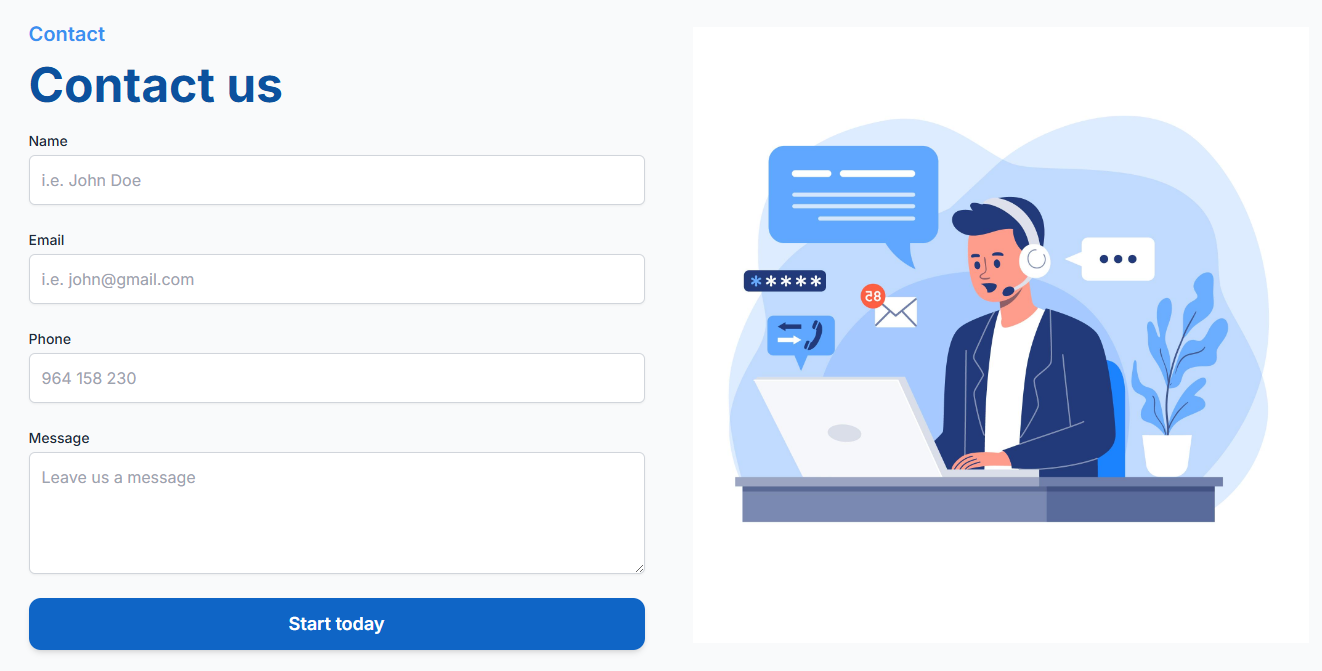 Contact
Contact us
Name
i.e. John Doe
Email
i.e. john@gmail.com
Phone
964 158 230
Message
Leave us a message
Start today
*****
85